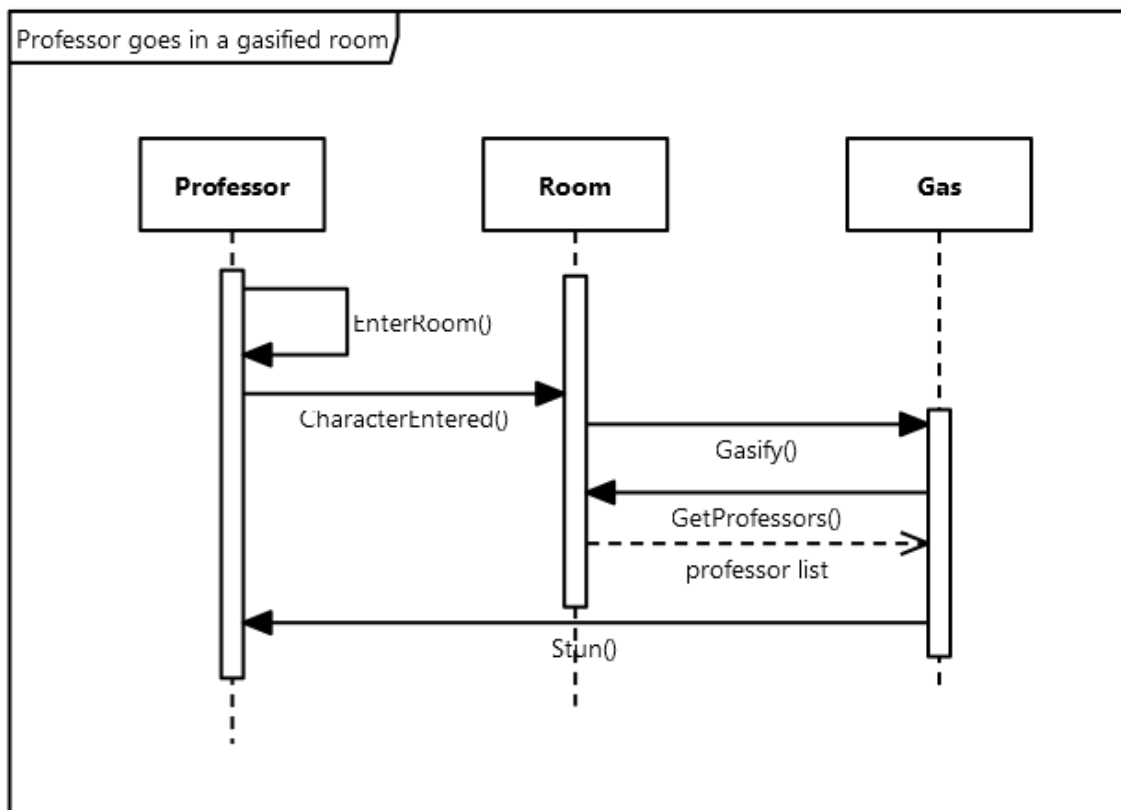 Professor goes in a gasified room
Professor
Room
Gas
EnterRoom()
CharacterEntered()
Gasify()
GetProfessors()
professor list
Stun()